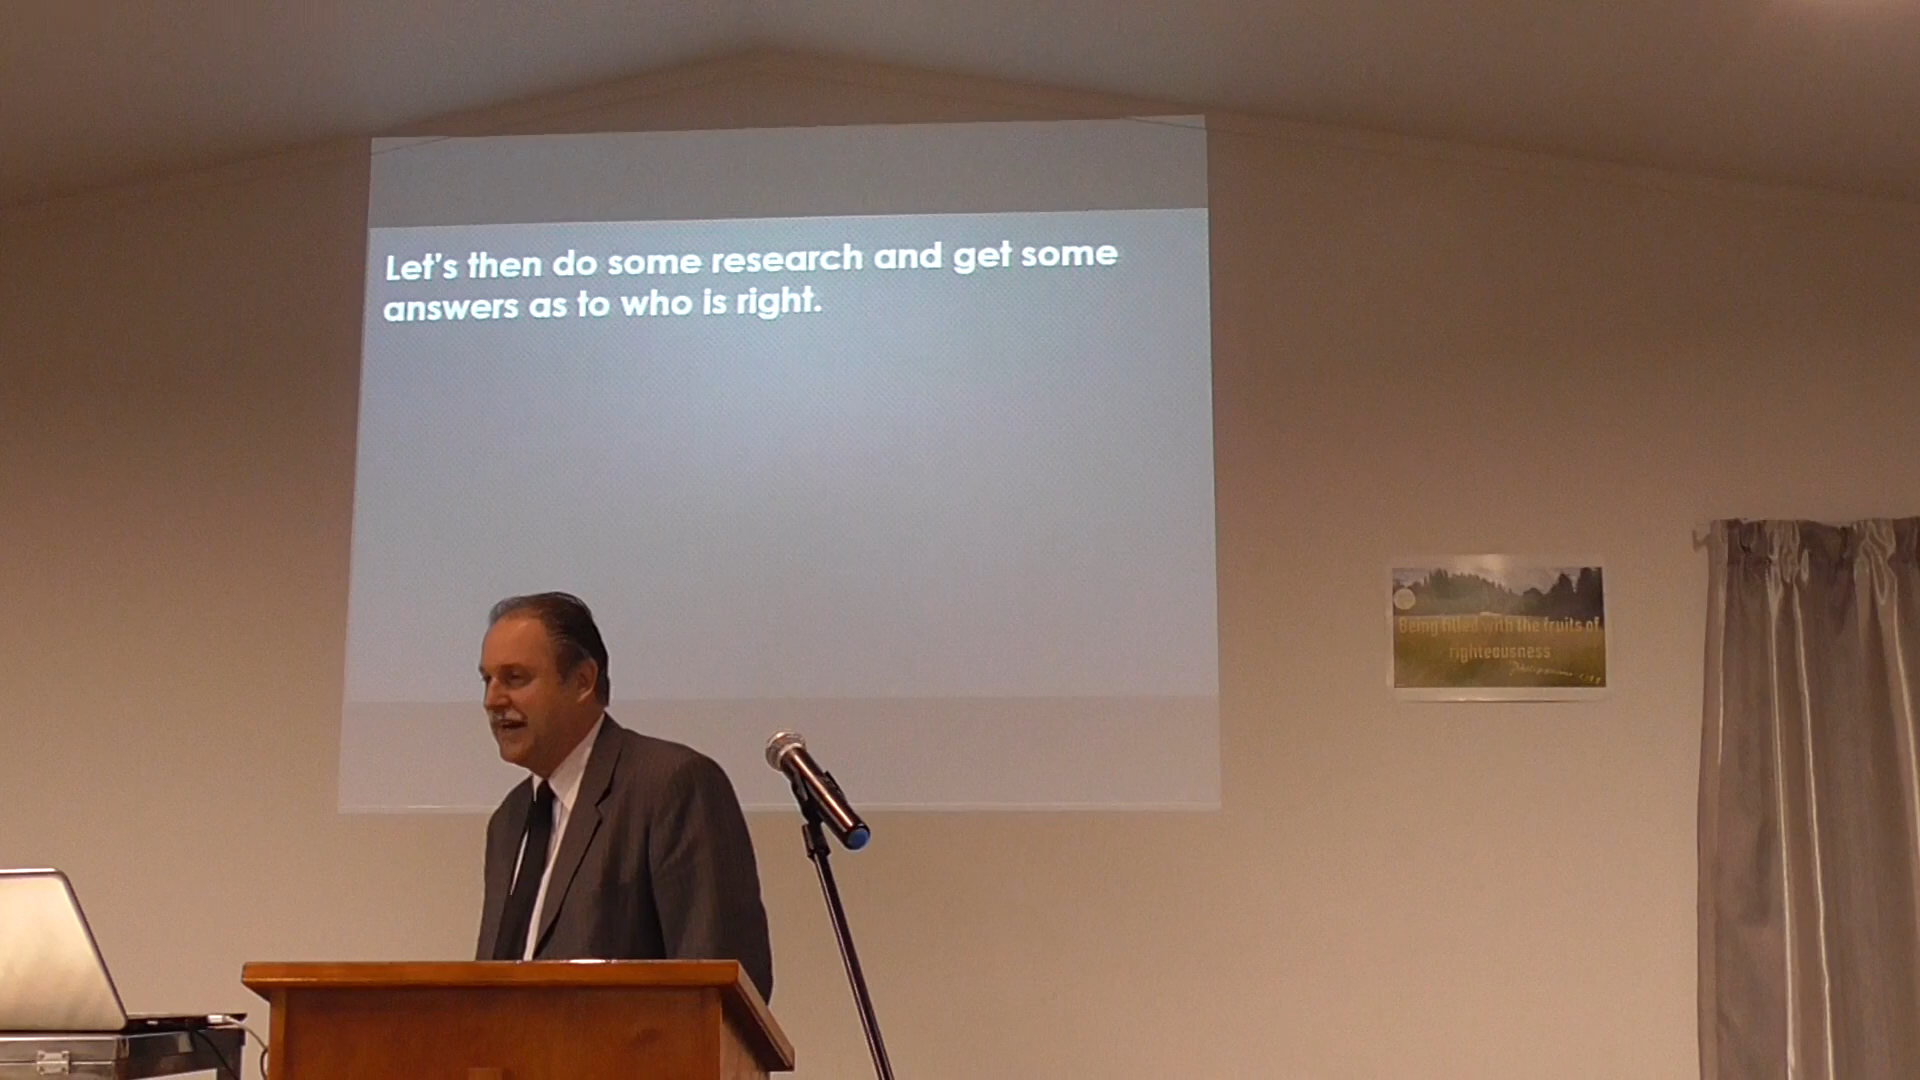 Let's then do some research and get some
answers as to who is right.
Being filled with the fruits of
righteousness